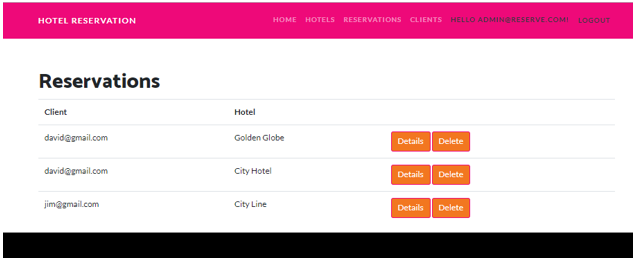 HOTEL RESERVATION HOME HOTELS RESERVATIONS CLIENTS HELLO ADMIN@RESERVE.COM! LOGOUT
Reservations
Client Hotel
david@gmail.com Golden Globe Details Delete
david@gmail.com City Hotel Details Delete
jim@gmail.com City Line Details Delete